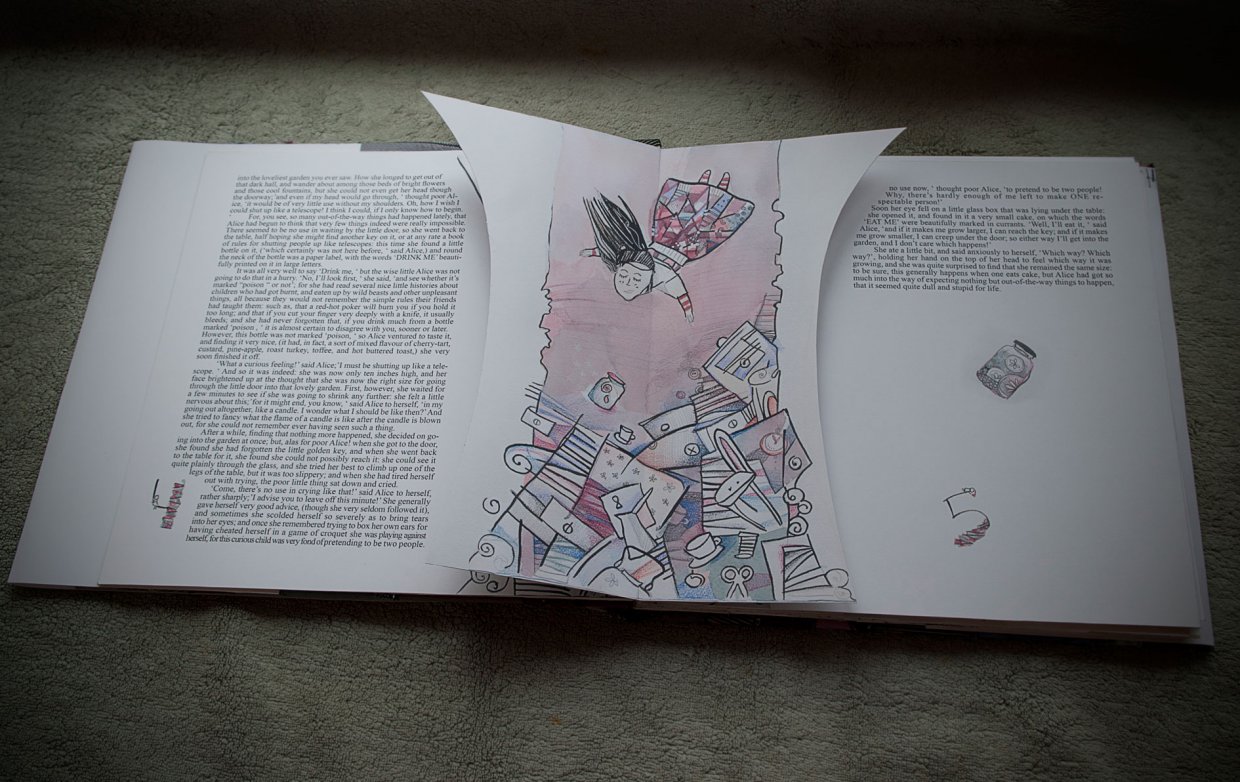 into the loveliest garden you ever saw. How she longed to get out of
that dark hall, and wander about among those beds of bright flowers
and those cool fountains, but she could not even get her head though
the doorway; 'and even if my head would go through, ' thought poor Al-
ice, 'it would be of very little use without my shoulders. Oh, how I wish I
could shut up like a telescope! I think I could, if I only know how to begin.
For, you see, so many out-of-the-way things had happened lately, that
Alice had begun to think that very few things indeed were really impossible.
There seemed to be no use in waiting by the little door, so she went back to
the table, half hoping she might find another key on it, or at any rate a book
of rules for shutting people up like telescopes: this time she found a little
bottle on it, ('which certainly was not here before, ' said Alice,) and round
the neck of the bottle was a paper label, with the words 'DRINK ME' beauti-
fully printed on it in large letters.
It was all very well to say 'Drink me, ' but the wise little Alice was not
going to do that in a hurry. 'No, I'll look first, ' she said, 'and see whether it's
marked "poison " or not'; for she had read several nice little histories about
children who had got burnt, and eaten up by wild beasts and other unpleasant
things, all because they would not remember the simple rules their friends
had taught them: such as, that a red-hot poker will burn you if you hold it
too long; and that if you cut your finger very deeply with a knife, it usually
bleeds; and she had never forgotten that, if you drink much from a bottle
marked 'poison , ' it is almost certain to disagree with you, sooner or later.
However, this bottle was not marked 'poison, ' so Alice ventured to taste it,
and finding it very nice, (it had, in fact, a sort of mixed flavour of cherry-tart,
custard, pine-apple, roast turkey, toffee, and hot buttered toast,) she very
soon finished it off.
'What a curious feeling!' said Alice; 'I must be shutting up like a tele-
scope. ' And so it was indeed: she was now only ten inches high, and her
face brightened up at the thought that she was now the right size for going
through the little door into that lovely garden. First, however, she waited for
a few minutes to see if she was going to shrink any further: she felt a little
nervous about this; 'for it might end, you know, ' said Alice to herself, 'in my
going out altogether, like a candle. I wonder what I should be like then?' And
she tried to fancy what the flame of a candle is like after the candle is blown
out, for she could not remember ever having seen such a thing.
After a while, finding that nothing more happened, she decided on go-
ing into the garden at once; but, alas for poor Alice! when she got to the door,
she found she had forgotten the little golden key, and when she went back
to the table for it, she found she could not possibly reach it: she could see it
quite plainly through the glass, and she tried her best to climb up one of the
legs of the table, but it was too slippery; and when she had tired herself
out with trying, the poor little thing sat down and cried.
'Come, there's no use in crying like that!' said Alice to herself,
rather sharply; 'I advise you to leave off this minute!' She generally
gave herself very good advice, (though she very seldom followed it),
and sometimes she scolded herself so severely as to bring tears
into her eyes; and once she remembered trying to box her own ears for
having cheated herself in a game of croquet she was playing against
herself, for this curious child was very fond of pretending to be two people.
no use now, ' thought poor Alice, 'to pretend to be two people!
Why, there's hardly enough of me left to make ONE re-
spectable person!'
Soon her eye fell on a little glass box that was lying under the table:
she opened it, and found in it a very small cake, on which the words
'EAT ME' were beautifully marked in currants. 'Well, I'll eat it, ' said
Alice, 'and if it makes me grow larger, I can reach the key; and if it makes
me grow smaller, I can creep under the door; so either way I'll get into the
garden, and I don't care which happens!'
She ate a little bit, and said anxiously to herself, 'Which way? Which
way?', holding her hand on the top of her head to feel which way it was
growing, and she was quite surprised to find that she remained the same size:
to be sure, this generally happens when one eats cake, but Alice had got so
much into the way of expecting nothing but out-of-the-way things to happen,
that it seemed quite dull and stupid for life.
5